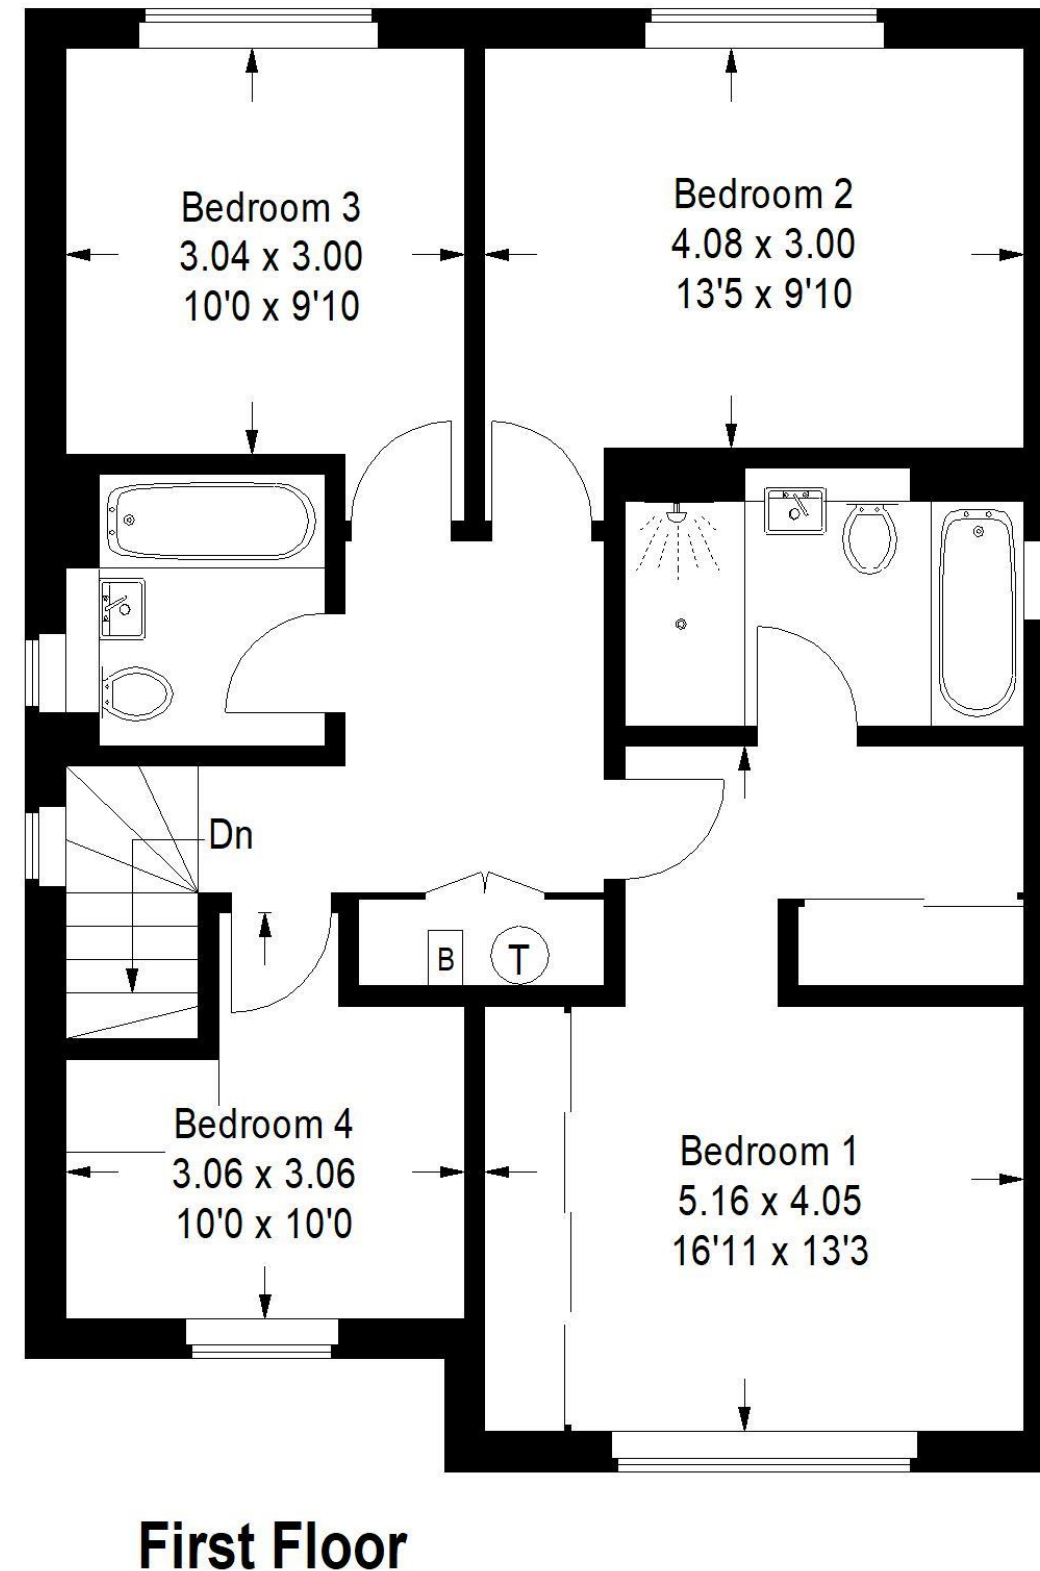 Bedroom 3
3.04 x 3.00
10'0 x 9'10
Bedroom 2
4.08 x 3.00
13'5 x 9'10
Dn
B
T
Bedroom 4
3.06 x 3.06
10'0 x 10'0
Bedroom 1
5.16 x 4.05
16'11 x 13'3
First Floor